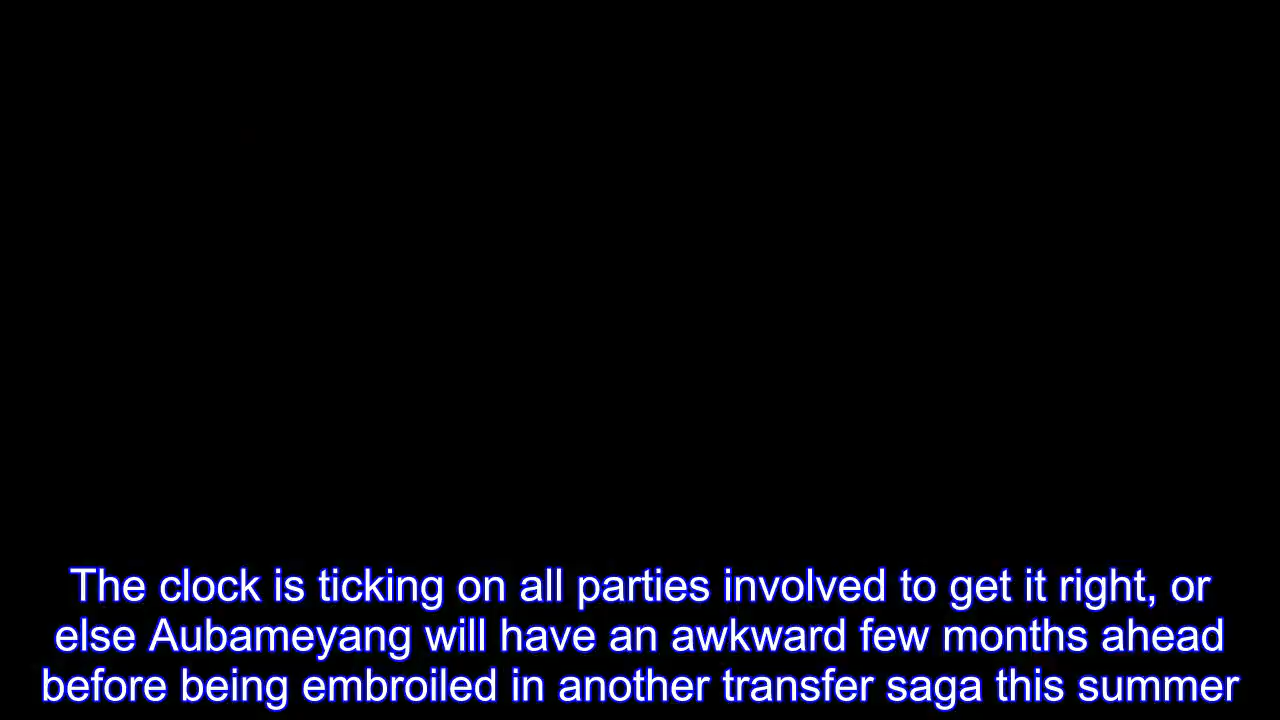 The clock is ticking on all parties involved to get it right, or
else Aubameyang will have an awkward few months ahead
before being embroiled in another transfer saga this summer